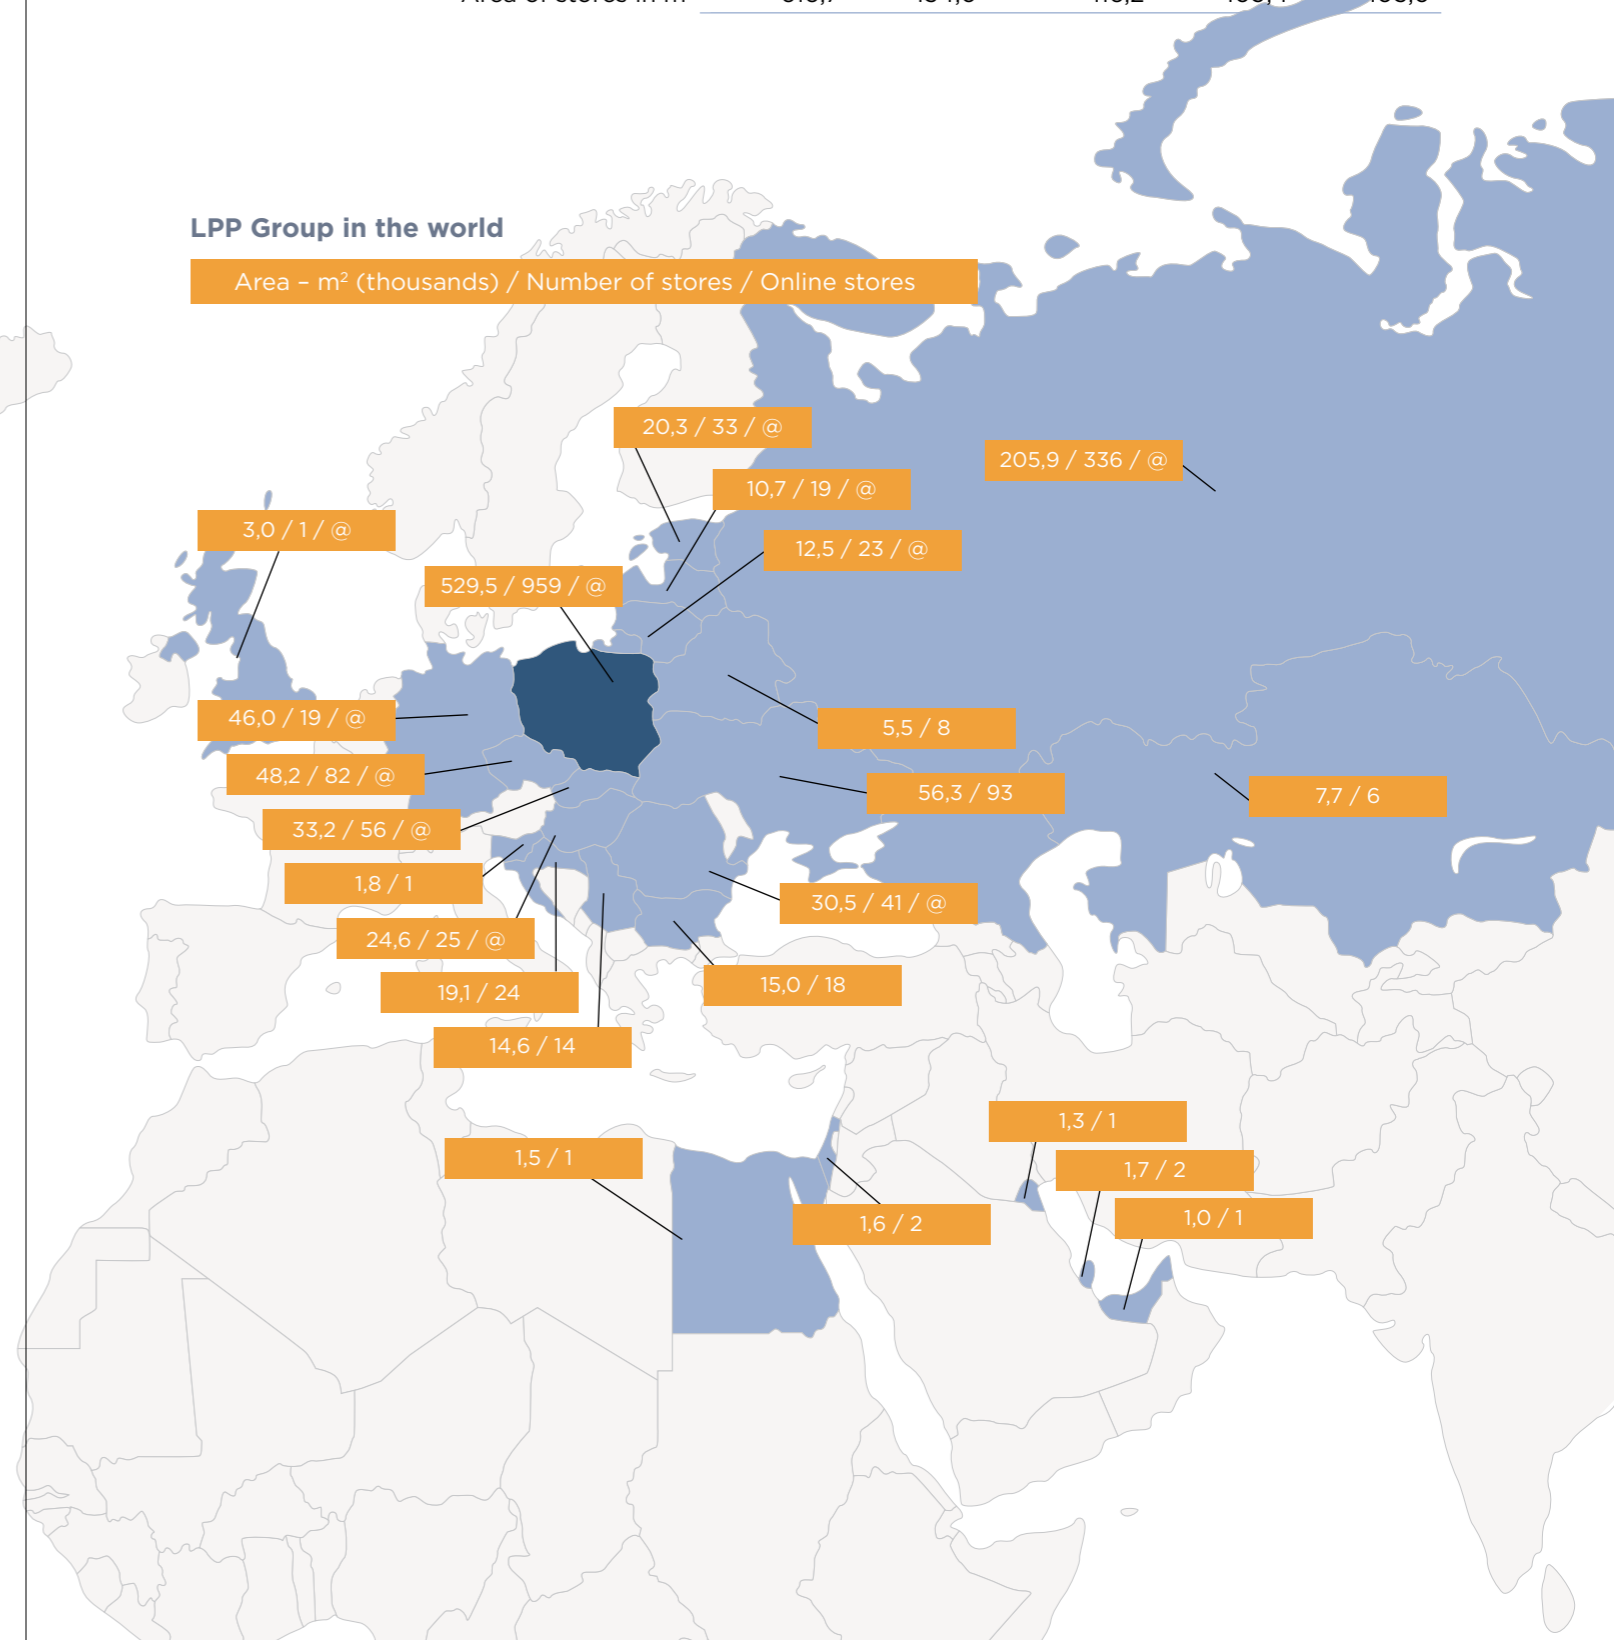 LPP Group in the world
Area – m² (thousands) / Number of stores / Online stores
20,3 / 33 / @
205,9 / 336 / @
10,7 / 19 / @
3,0 / 1 / @
12,5 / 23 / @
529,5 / 959 / @
46,0 / 19 / @
5,5 / 8
48,2 / 82 / @
56,3 / 93
7,7 / 6
33,2 / 56 / @
1,8 / 1
30,5 / 41 / @
24,6 / 25 / @
15,0 / 18
19,1 / 24
14,6 / 14
1,3 / 1
1,5 / 1
1,7 / 2
1,0 / 1
1,6 / 2